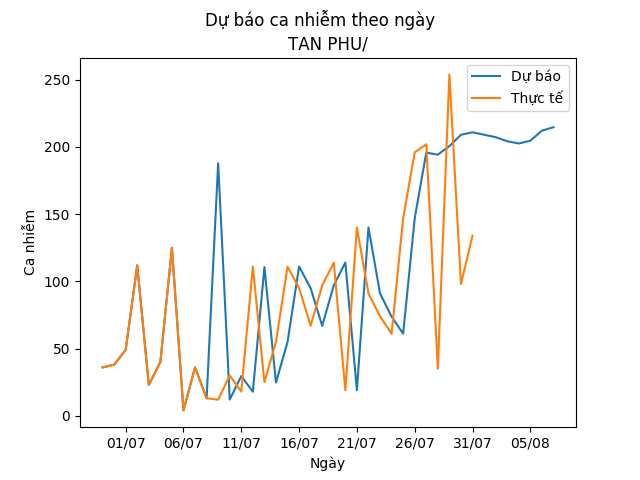 Dự báo ca nhiễm theo ngày
TAN PHU/
Dự báo
Thực tế
250
200
150
100
50
0
Ca nhiễm
01/07 06/07 11/07 16/07 21/07 26/07 31/07 05/08
Ngày